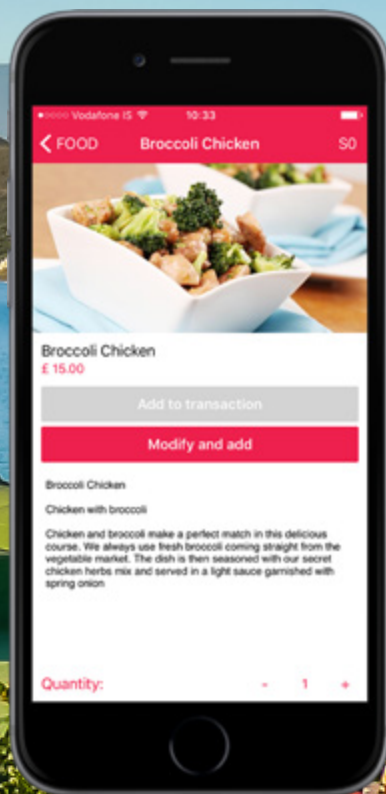 Vodafone IS 10:33
FOOD Broccoli Chicken S0
Broccoli Chicken
£ 15.00
Add to transaction
Modify and add
Broccoli Chicken
Chicken with broccoli
Chicken and broccoli make a perfect match in this delicious
course. We always use fresh broccoli coming straight from the
vegetable market. The dish is then seasoned with our secret
chicken herbs mix and served in a light sauce garnished with
spring onion
Quantity: - 1 +